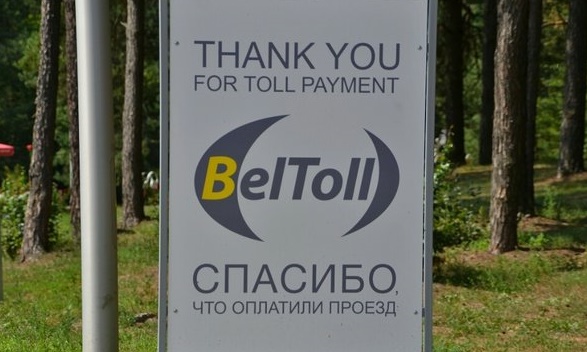 THANK YOU
FOR TOLL PAYMENT
BelToll
СПАСИБО,
ЧТО ОПЛАТИЛИ ПРОЕЗД